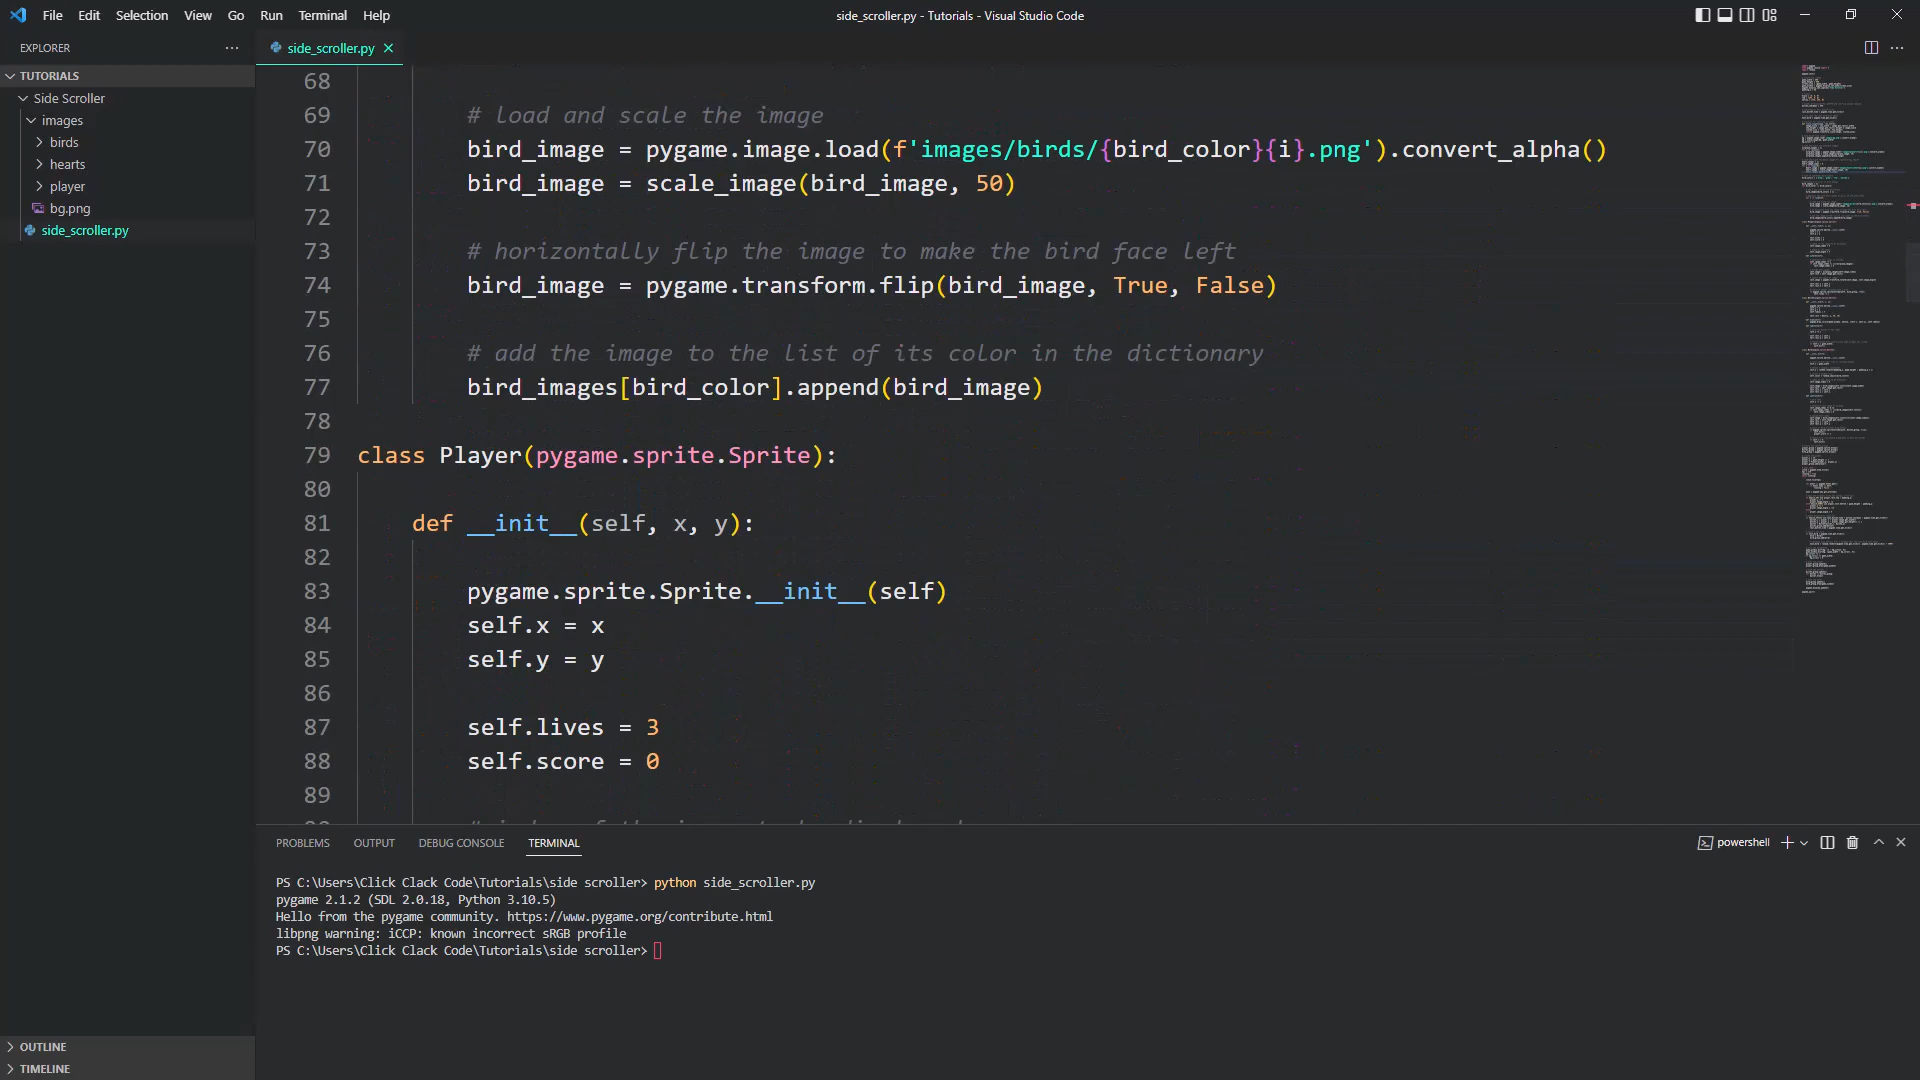 File Edit Selection View Go Run Terminal Help
side_scroller.py - Tutorials - Visual Studio Code
EXPLORER
side_scroller.py
TUTORIALS
Side Scroller
images
birds
hearts
player
bg.png
side_scroller.py
68
69 # load and scale the image
70 bird_image = pygame.image.load(f'images/birds/{bird_color}{i}.png').convert_alpha()
71 bird_image = scale_image(bird_image, 50)
72
73 # horizontally flip the image to make the bird face left
74 bird_image = pygame.transform.flip(bird_image, True, False)
75
76 # add the image to the list of its color in the dictionary
77 bird_images[bird_color].append(bird_image)
78
79 class Player(pygame.sprite.Sprite):
80
81 def __init__(self, x, y):
82
83 pygame.sprite.Sprite.__init__(self)
84 self.x = x
85 self.y = y
86
87 self.lives = 3
88 self.score = 0
89
PROBLEMS OUTPUT DEBUG CONSOLE TERMINAL
powershell
PS C:\Users\Click Clack Code\Tutorials\side scroller> python side_scroller.py
pygame 2.1.2 (SDL 2.0.18, Python 3.10.5)
Hello from the pygame community. https://www.pygame.org/contribute.html
libpng warning: iCCP: known incorrect sRGB profile
PS C:\Users\Click Clack Code\Tutorials\side scroller>
OUTLINE
TIMELINE